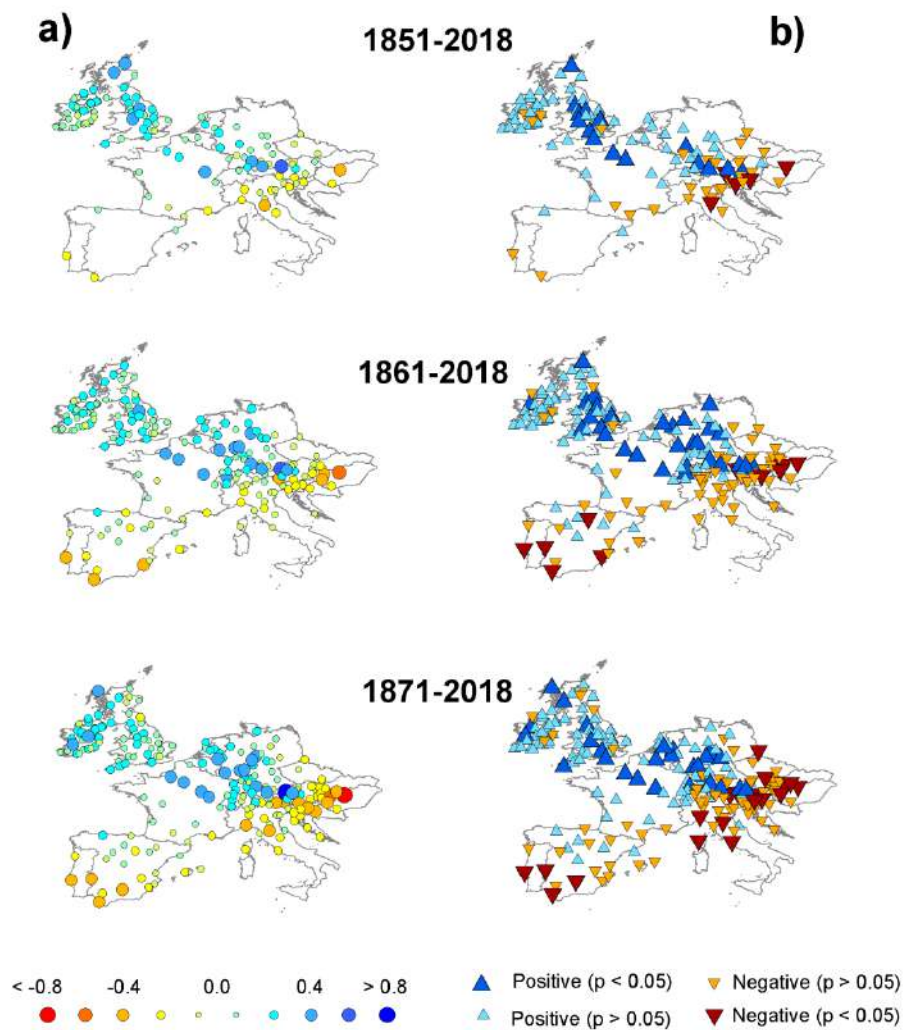 a) 1851-2018 b)
1861-2018
1871-2018
< -0.8 -0.4 0.0 0.4 > 0.8
Positive (p < 0.05) Negative (p > 0.05)
Positive (p > 0.05) Negative (p < 0.05)